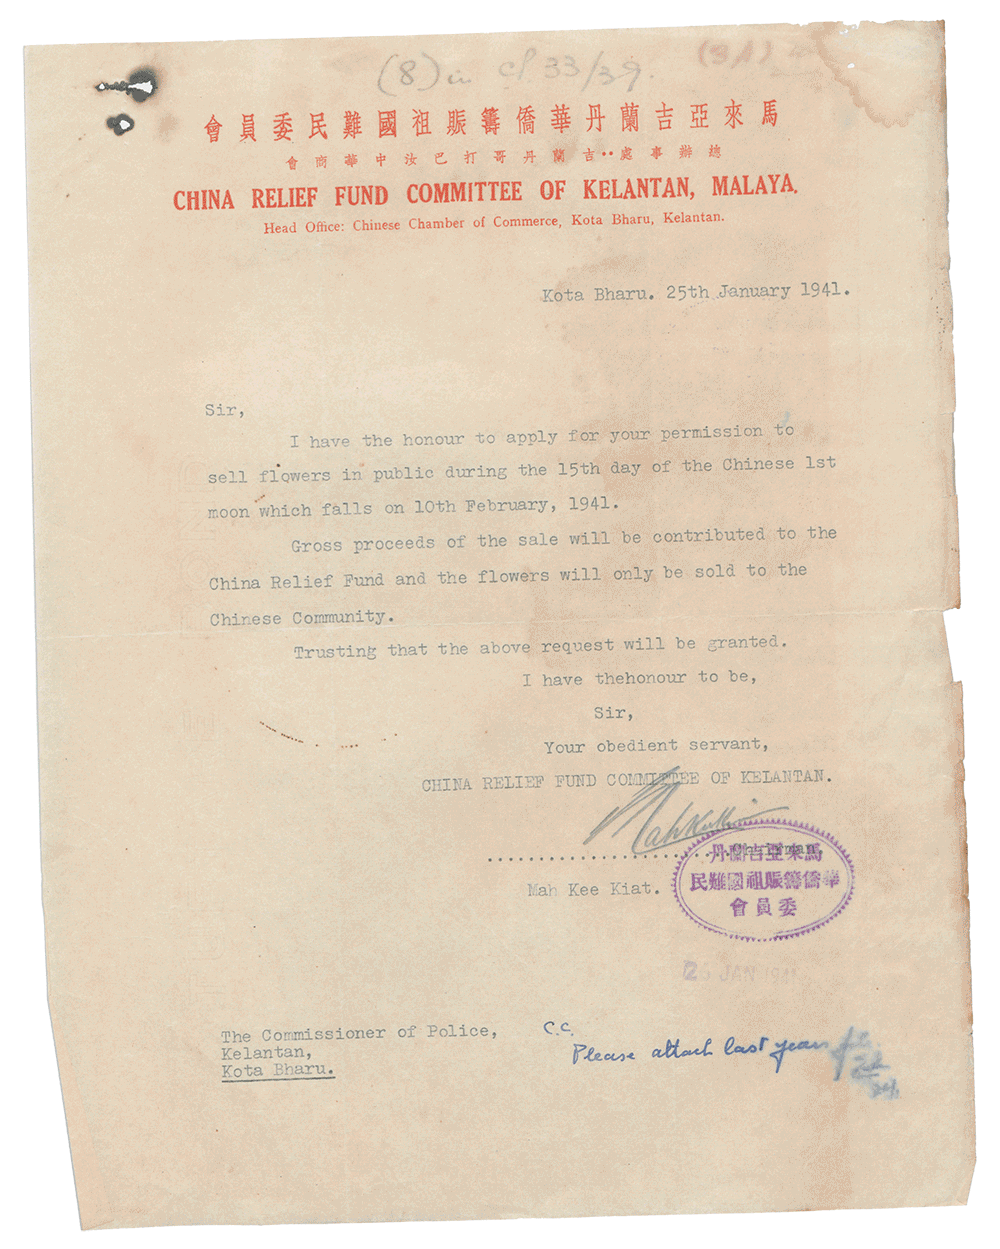 (8) in cp. 33/39.
(3A)
馬來亞吉蘭丹華僑籌賑祖國難民委員會
總辦事處:吉蘭丹哥打巴汝中華商會
CHINA RELIEF FUND COMMITTEE OF KELANTAN, MALAYA.
Head Office: Chinese Chamber of Commerce, Kota Bharu, Kelantan.
Kota Bharu. 25th January 1941.
Sir,
I have the honour to apply for your permission to
sell flowers in public during the 15th day of the Chinese 1st
moon which falls on 10th February, 1941.
Gross proceeds of the sale will be contributed to the
China Relief Fund and the flowers will only be sold to the
Chinese Community.
Trusting that the above request will be granted.
I have thehonour to be,
Sir,
Your obedient servant,
CHINA RELIEF FUND COMMITTEE OF KELANTAN.
Chairman.
Mah Kee Kiat.
馬來亞吉蘭丹
華僑籌賑祖國難民
委員會
JAN 1941
The Commissioner of Police,
Kelantan,
Kota Bharu.
C.C.
Please attach last years